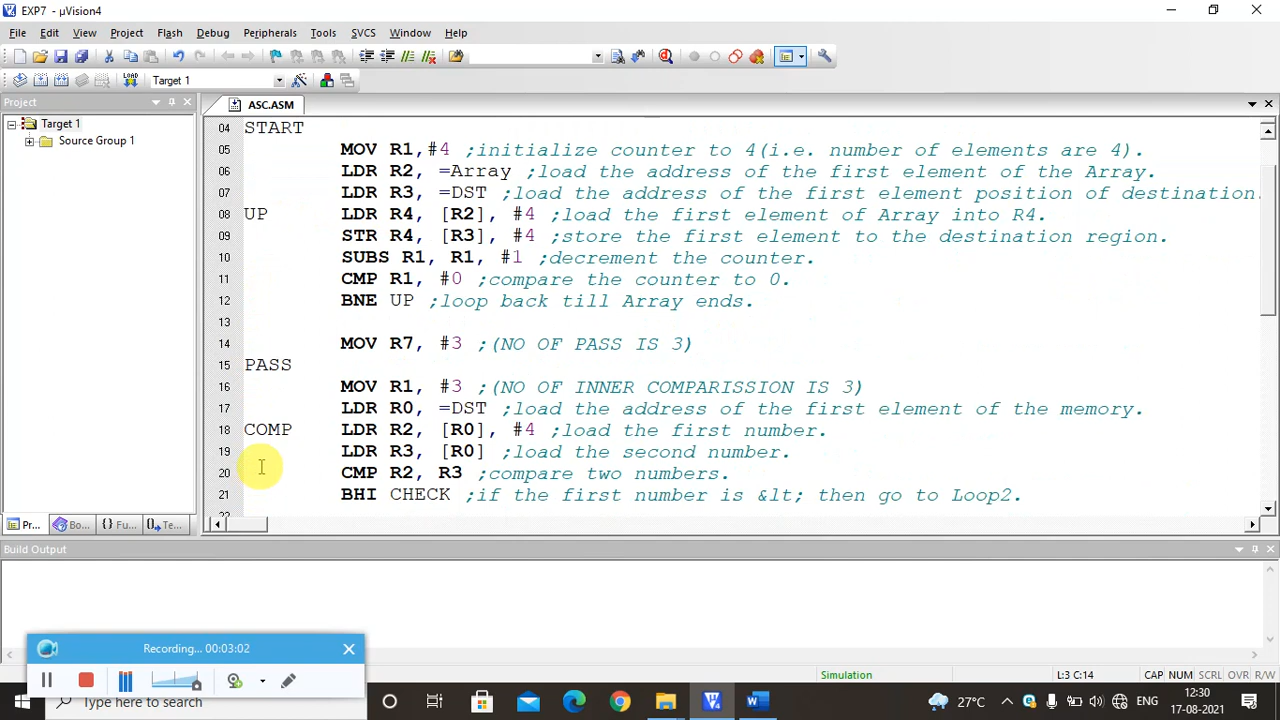 EXP7 - µVision4
File Edit View Project Flash Debug Peripherals Tools SVCS Window Help
LOAD Target 1
Project
ASC.ASM
Target 1
Source Group 1
04 START
05 MOV R1,#4 ;initialize counter to 4(i.e. number of elements are 4).
06 LDR R2, =Array ;load the address of the first element of the Array.
07 LDR R3, =DST ;load the address of the first element position of destination.
08 UP LDR R4, [R2], #4 ;load the first element of Array into R4.
09 STR R4, [R3], #4 ;store the first element to the destination region.
10 SUBS R1, R1, #1 ;decrement the counter.
11 CMP R1, #0 ;compare the counter to 0.
12 BNE UP ;loop back till Array ends.
13
14 MOV R7, #3 ;(NO OF PASS IS 3)
15 PASS
16 MOV R1, #3 ;(NO OF INNER COMPARISSION IS 3)
17 LDR R0, =DST ;load the address of the first element of the memory.
18 COMP LDR R2, [R0], #4 ;load the first number.
19 LDR R3, [R0] ;load the second number.
20 CMP R2, R3 ;compare two numbers.
21 BHI CHECK ;if the first number is &lt; then go to Loop2.
Pr... Bo... {} Fu... Te...
Build Output
Recording... 00:03:02
Simulation L:3 C:14 CAP NUM SCRL OVR R/W
Type here to search
27°C ENG
12:30
17-08-2021